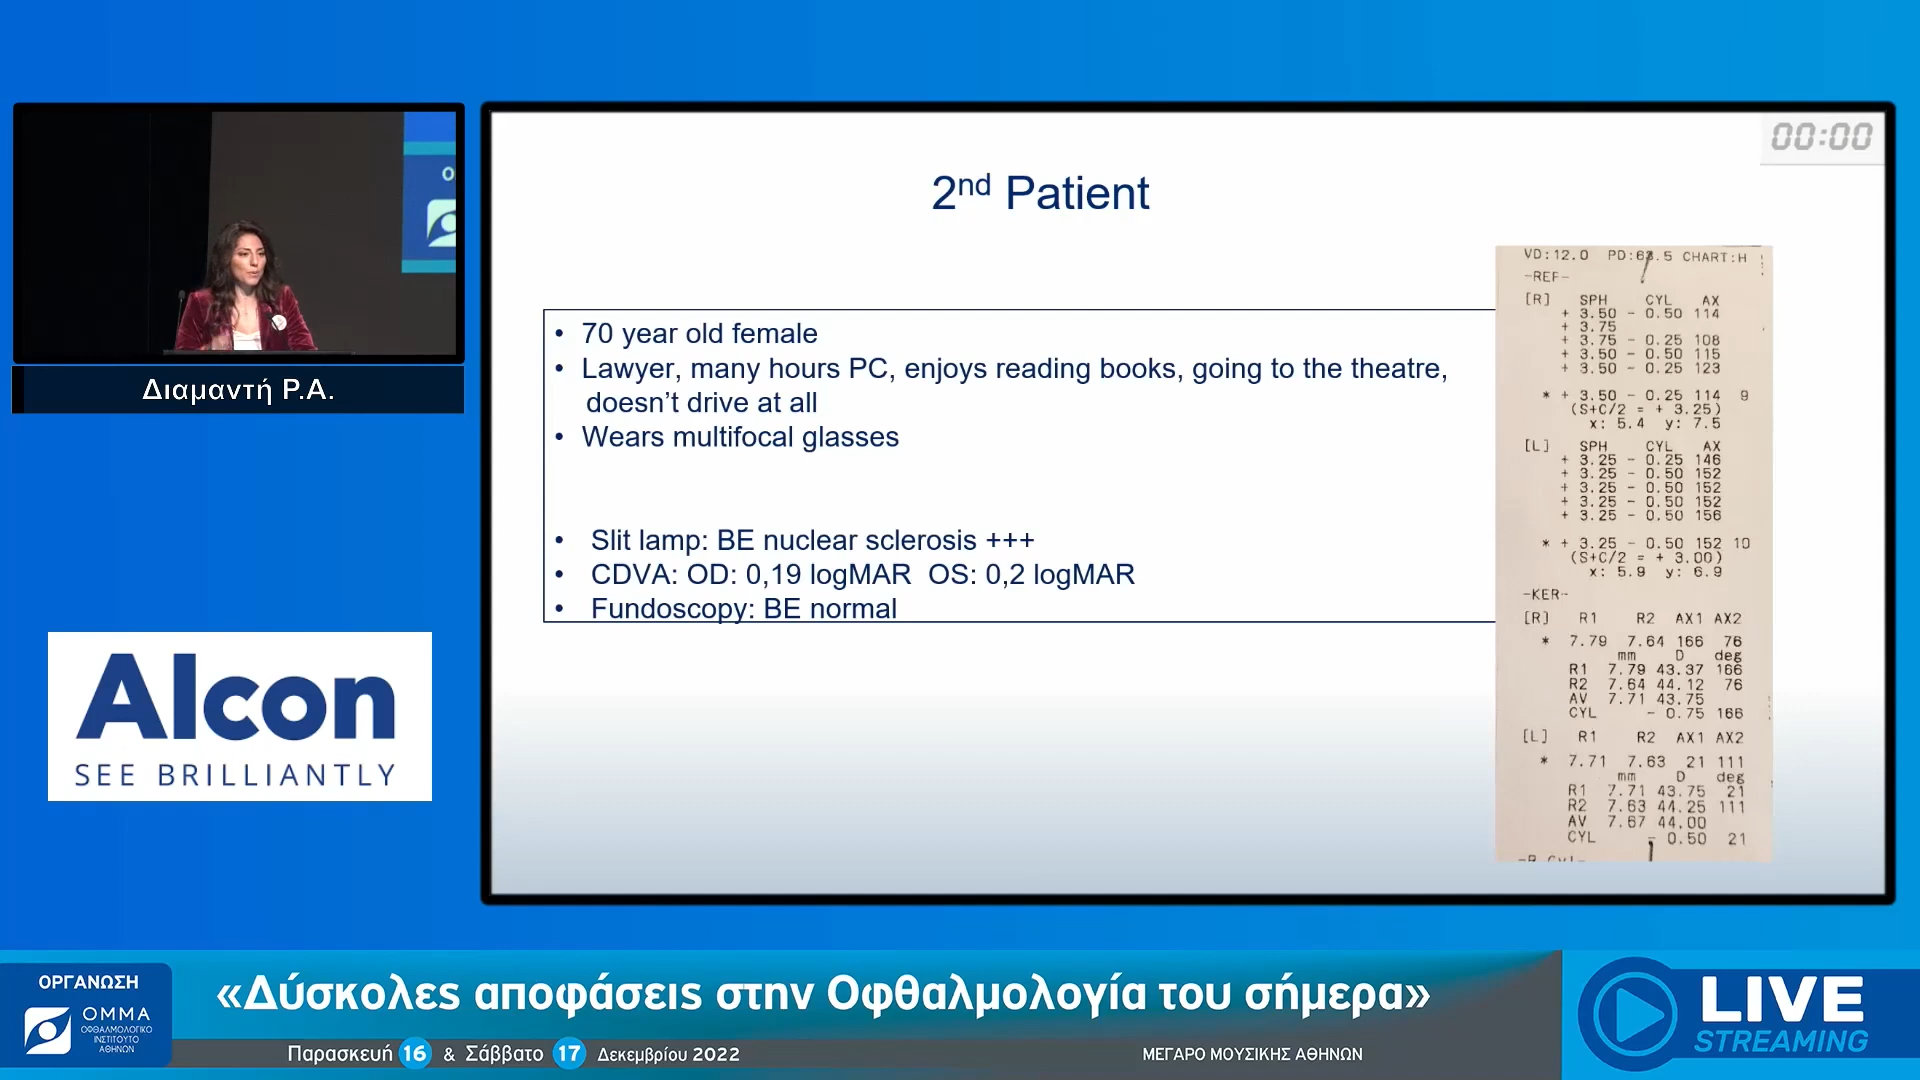 Διαμαντή Ρ.Α.
Alcon
SEE BRILLIANTLY
00:00
2nd Patient
• 70 year old female
• Lawyer, many hours PC, enjoys reading books, going to the theatre,
doesn't drive at all
• Wears multifocal glasses
• Slit lamp: BE nuclear sclerosis +++
• CDVA: OD: 0,19 logMAR OS: 0,2 logMAR
• Fundoscopy: BE normal
VD:12.0 PD:63.5 CHART:H
-REF-
[R] SPH CYL AX
+ 3.50 - 0.50 114
+ 3.75
+ 3.75 - 0.25 108
+ 3.50 - 0.50 115
+ 3.50 - 0.25 123
* + 3.50 - 0.25 114 9
(S+C/2 = + 3.25)
x: 5.4 y: 7.5
[L] SPH CYL AX
+ 3.25 - 0.25 146
+ 3.25 - 0.50 152
+ 3.25 - 0.50 152
+ 3.25 - 0.50 152
+ 3.25 - 0.50 156
* + 3.25 - 0.50 152 10
(S+C/2 = + 3.00)
x: 5.9 y: 6.9
-KER-
[R] R1 R2 AX1 AX2
* 7.79 7.64 166 76
mm D deg
R1 7.79 43.37 166
R2 7.64 44.12 76
AV 7.71 43.75
CYL - 0.75 166
[L] R1 R2 AX1 AX2
* 7.71 7.63 21 111
mm D deg
R1 7.71 43.75 21
R2 7.63 44.25 111
AV 7.67 44.00
CYL - 0.50 21
ΟΡΓΑΝΩΣΗ
ΟΜΜΑ
ΟΦΘΑΛΜΟΛΟΓΙΚΟ
ΙΝΣΤΙΤΟΥΤΟ
ΑΘΗΝΩΝ
«Δύσκολες αποφάσεις στην Οφθαλμολογία του σήμερα»
Παρασκευή 16 & Σάββατο 17 Δεκεμβρίου 2022
ΜΕΓΑΡΟ ΜΟΥΣΙΚΗΣ ΑΘΗΝΩΝ
LIVE
STREAMING